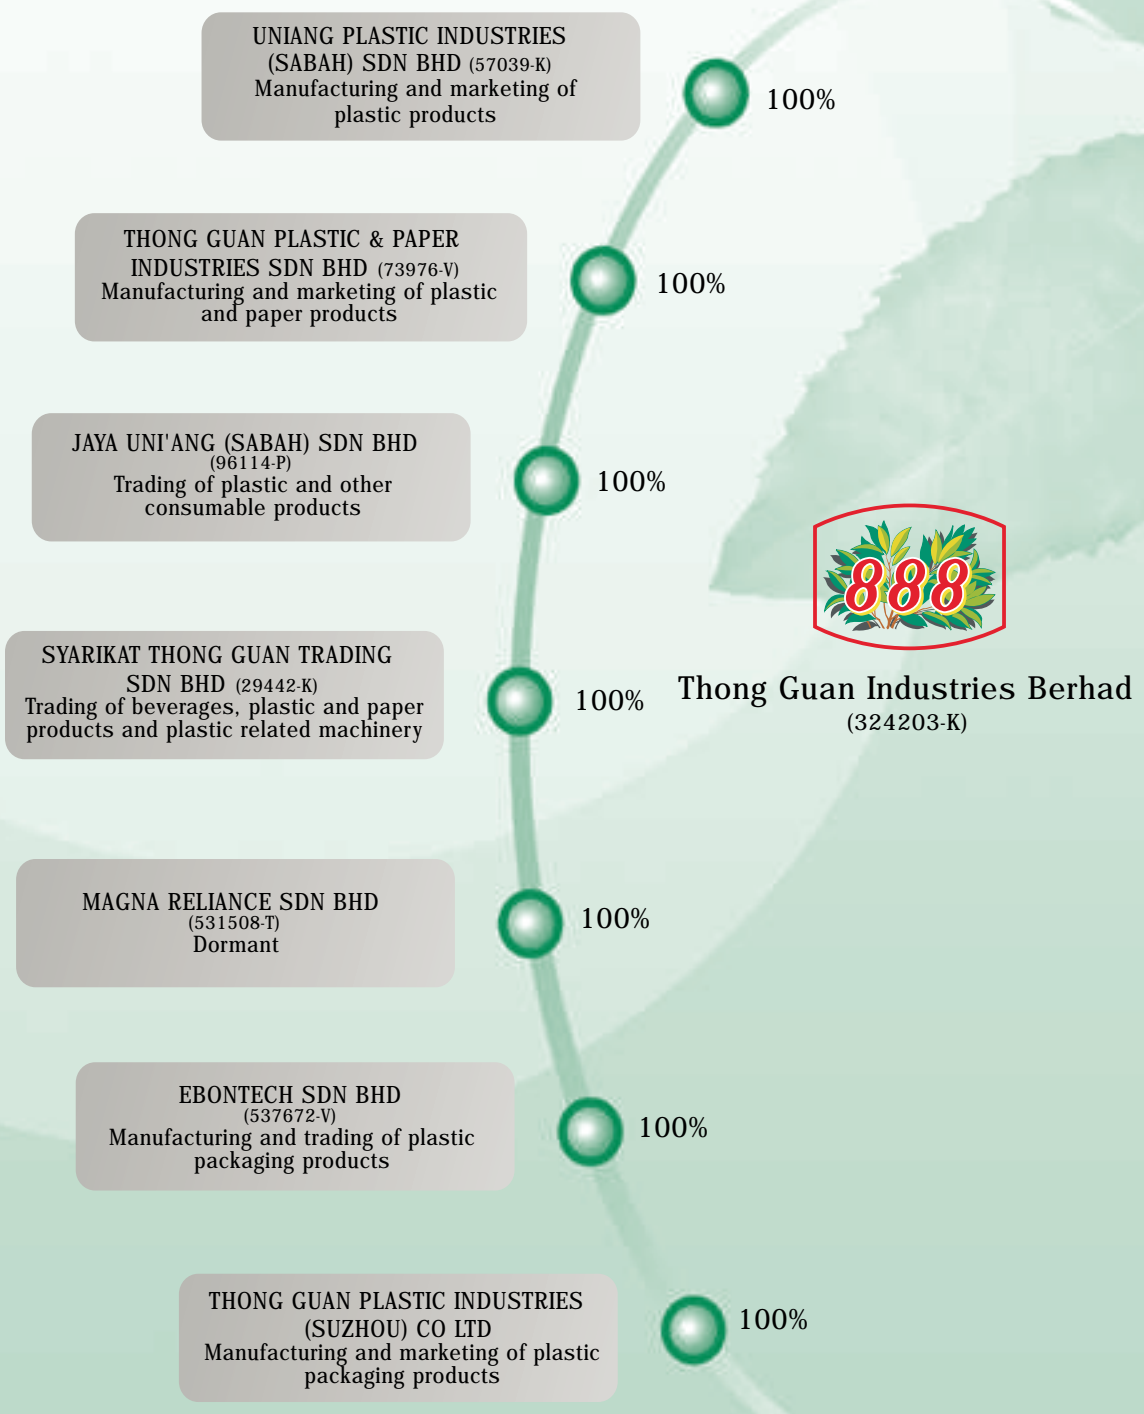 UNIANG PLASTIC INDUSTRIES
(SABAH) SDN BHD (57039-K)
Manufacturing and marketing of
plastic products
100%
THONG GUAN PLASTIC & PAPER
INDUSTRIES SDN BHD (73976-V)
Manufacturing and marketing of plastic
and paper products
100%
JAYA UNI'ANG (SABAH) SDN BHD
(96114-P)
Trading of plastic and other
consumable products
100%
888
Thong Guan Industries Berhad
(324203-K)
SYARIKAT THONG GUAN TRADING
SDN BHD (29442-K)
Trading of beverages, plastic and paper
products and plastic related machinery
100%
MAGNA RELIANCE SDN BHD
(531508-T)
Dormant
100%
EBONTECH SDN BHD
(537672-V)
Manufacturing and trading of plastic
packaging products
100%
THONG GUAN PLASTIC INDUSTRIES
(SUZHOU) CO LTD
Manufacturing and marketing of plastic
packaging products
100%